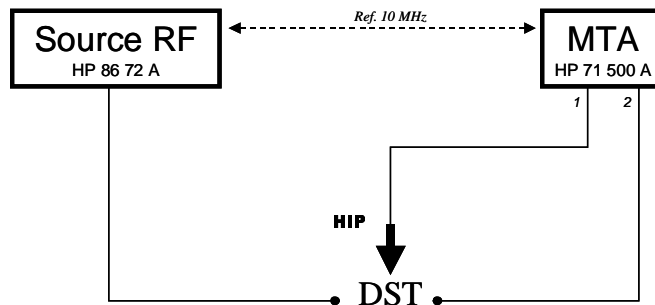 Ref. 10 MHz
Source RF
HP 86 72 A
MTA
HP 71 500 A
1 2
HIP
DST